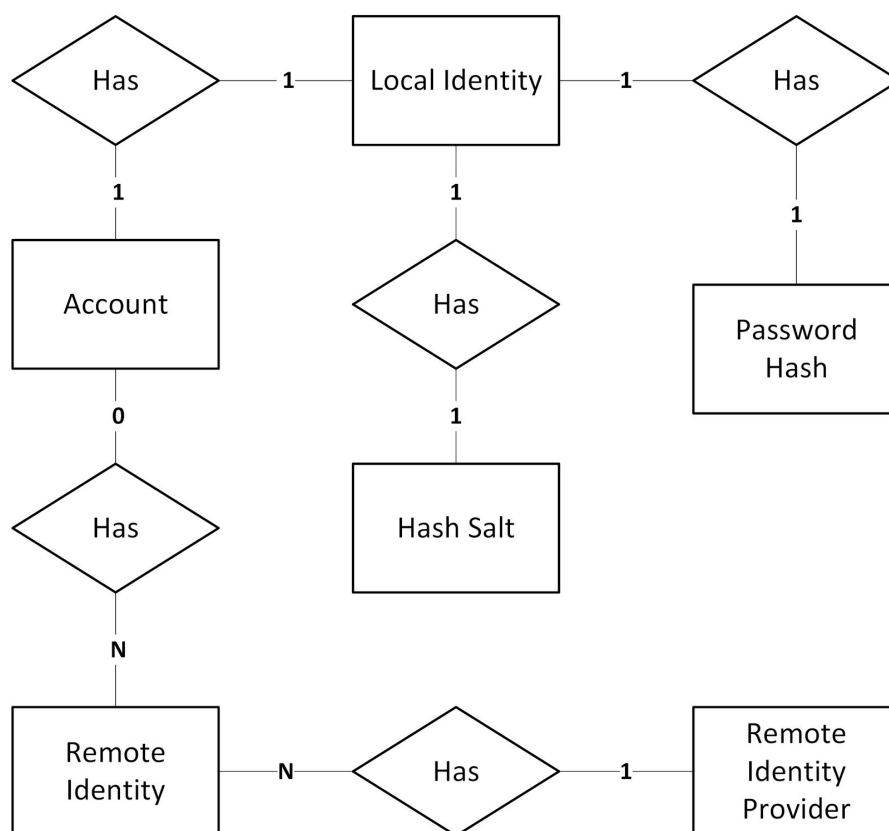 Has
1
Local Identity
1
Has
1
1
1
Account
Has
Password
Hash
0
1
Has
Hash Salt
N
Remote
Identity
N
Has
1
Remote
Identity
Provider